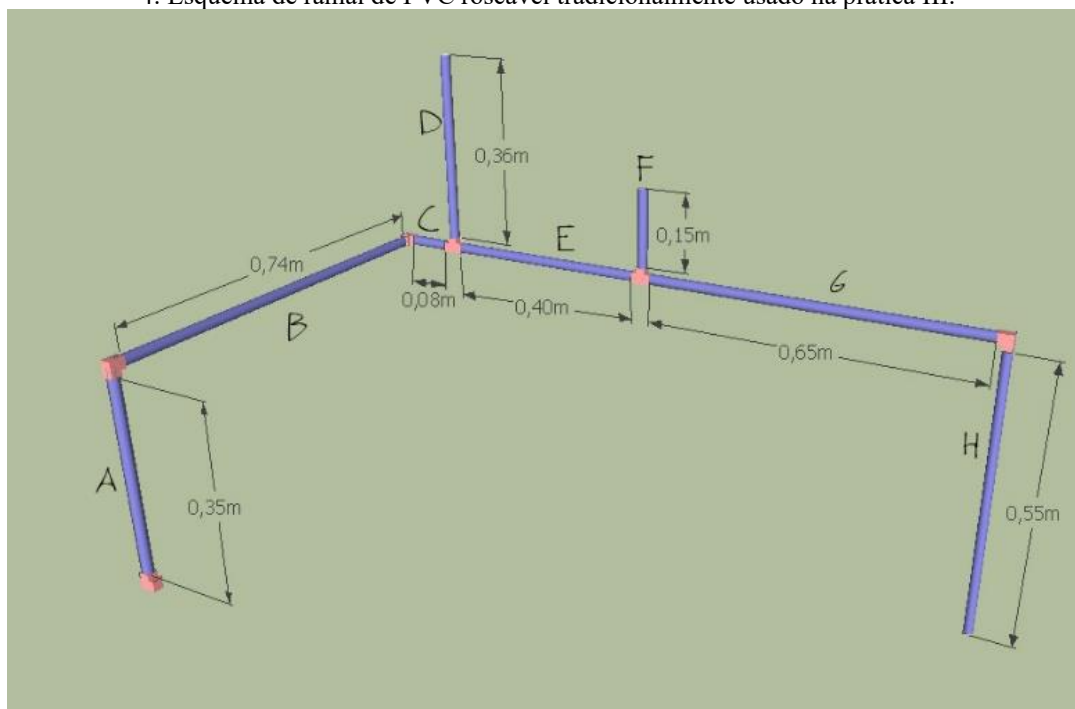 4. Esquema de ramal de PVC roscável tradicionalmente usado na prática III.
D
0,36m
F
C
E
0,15m
0,74m
0,08m
0,40m
G
B
0,65m
A
H
0,35m
0,55m